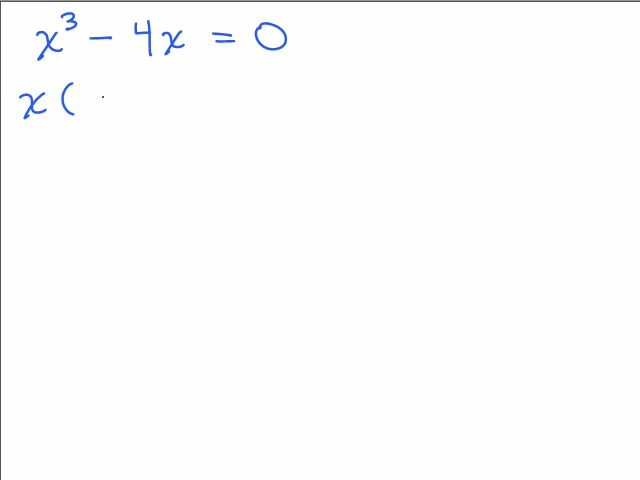 x³ - 4x = 0
x (